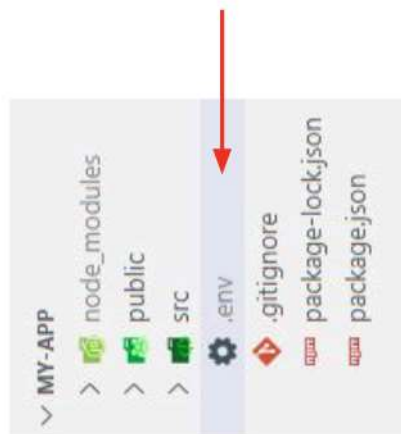 MY-APP
node_modules
public
src
.env
.gitignore
package-lock.json
package.json